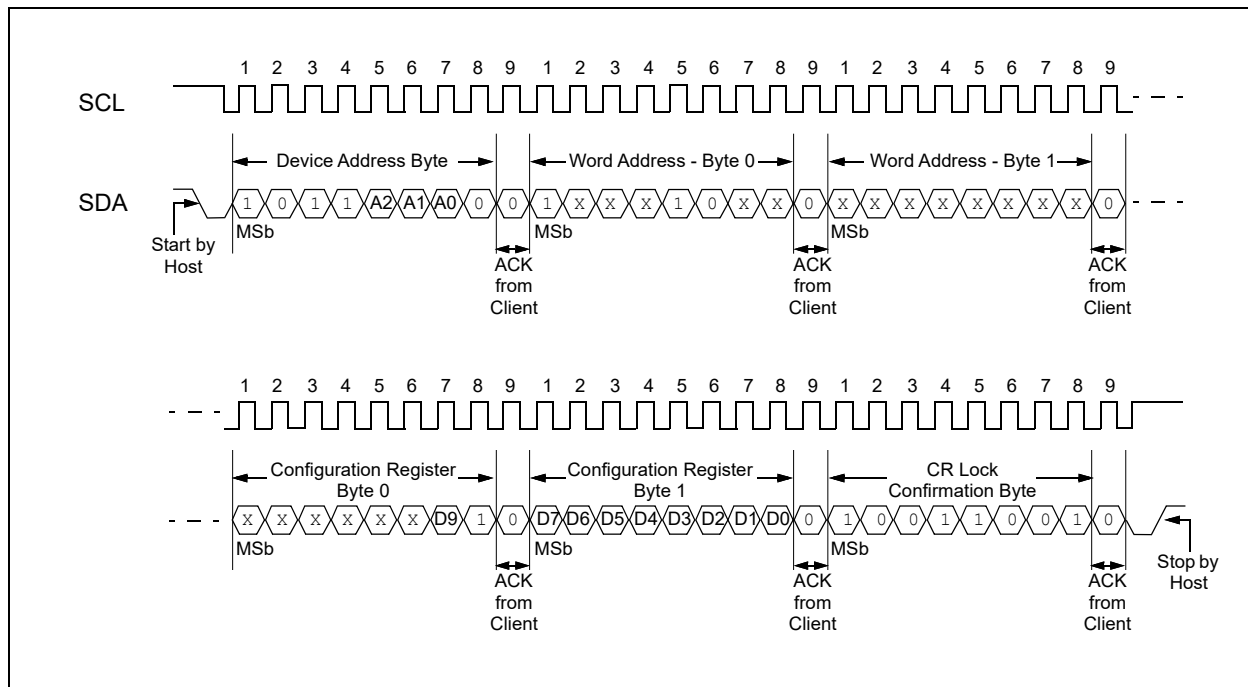 1 2 3 4 5 6 7 8 9 1 2 3 4 5 6 7 8 9 1 2 3 4 5 6 7 8 9
SCL
Device Address Byte Word Address - Byte 0 Word Address - Byte 1
SDA 1 0 1 1 A2 A1 A0 0 0 1 X X X 1 0 X X 0 X X X X X X X X 0
MSb MSb MSb
Start by
Host
ACK
from
Client
ACK
from
Client
ACK
from
Client
1 2 3 4 5 6 7 8 9 1 2 3 4 5 6 7 8 9 1 2 3 4 5 6 7 8 9
Configuration Register
Byte 0
Configuration Register
Byte 1
CR Lock
Confirmation Byte
X X X X X X D9 1 0 D7 D6 D5 D4 D3 D2 D1 D0 0 1 0 0 1 1 0 0 1 0
MSb MSb MSb
ACK
from
Client
ACK
from
Client
ACK
from
Client
Stop by
Host